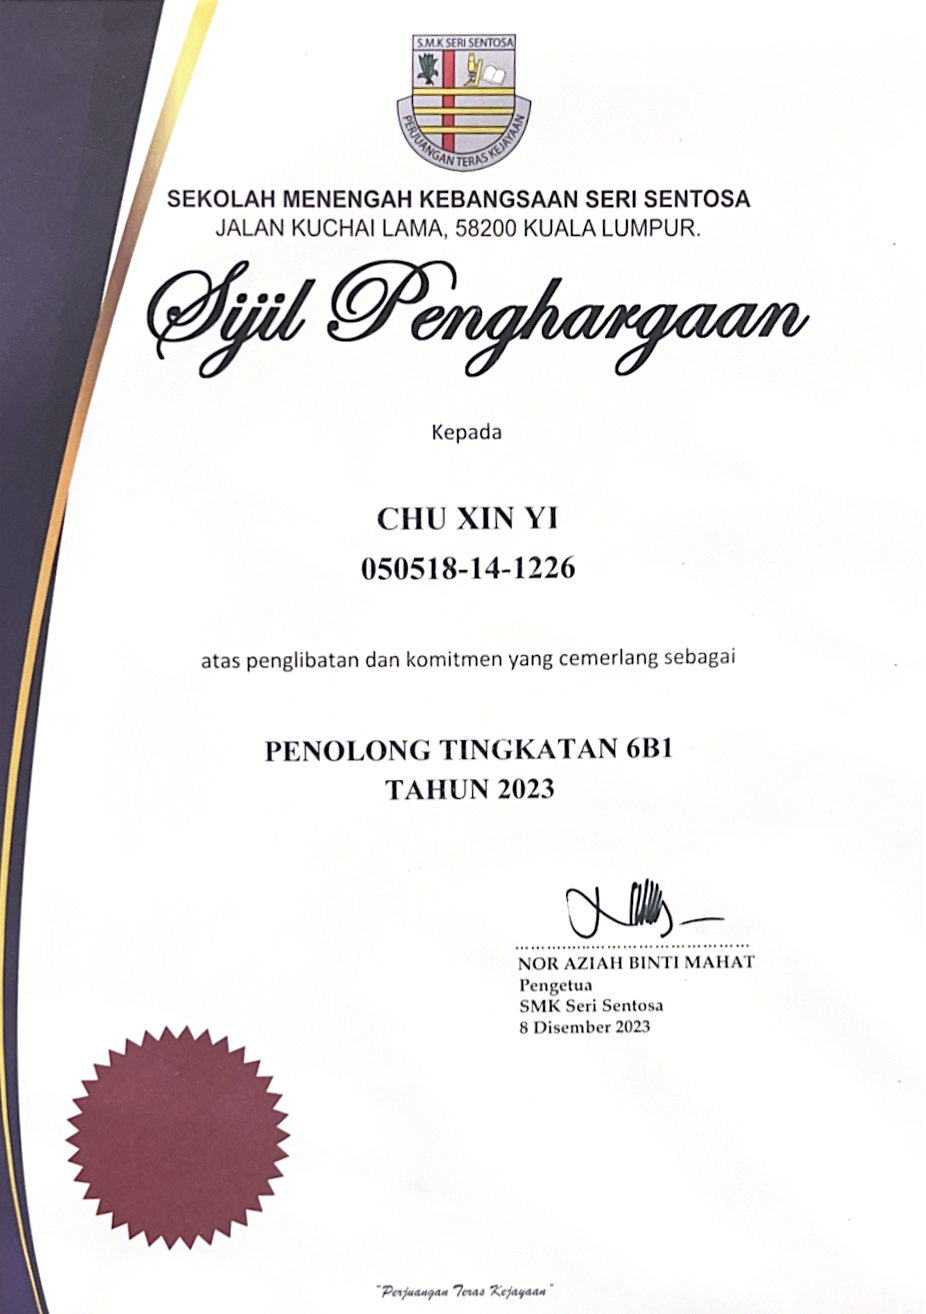 S.M.K SERI SENTOSA
PERJUANGAN TERAS KEJAYAAN
SEKOLAH MENENGAH KEBANGSAAN SERI SENTOSA
JALAN KUCHAI LAMA, 58200 KUALA LUMPUR.
Sijil Penghargaan
Kepada
CHU XIN YI
050518-14-1226
atas penglibatan dan komitmen yang cemerlang sebagai
PENOLONG TINGKATAN 6B1
TAHUN 2023
NOR AZIAH BINTI MAHAT
Pengetua
SMK Seri Sentosa
8 Disember 2023
"Perjuangan Teras Kejayaan"